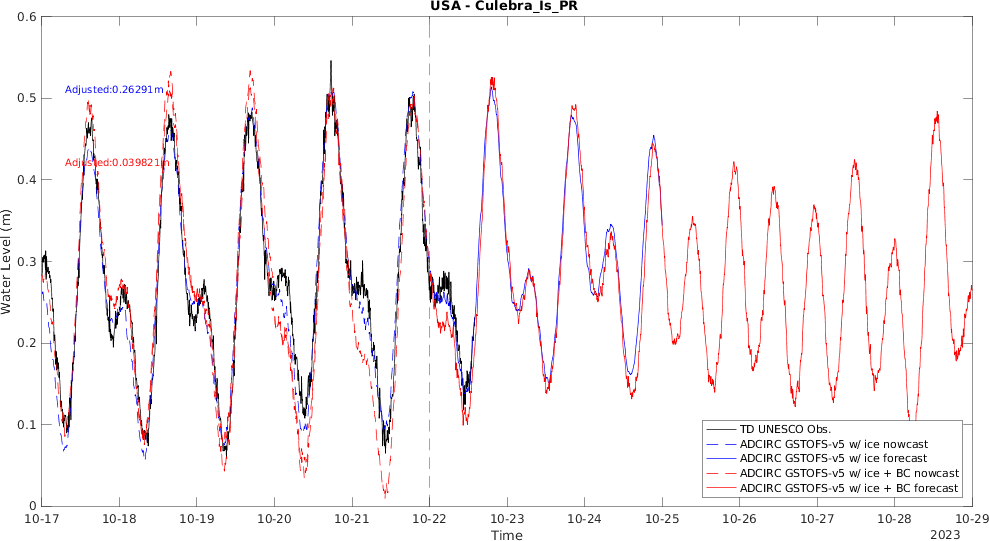 USA - Culebra_Is_PR
0.6
0.5
0.4
0.3
0.2
0.1
0
Water Level (m)
Adjusted:0.26291m
Adjusted:0.039821m
TD UNESCO Obs.
ADCIRC GSTOFS-v5 w/ ice nowcast
ADCIRC GSTOFS-v5 w/ ice forecast
ADCIRC GSTOFS-v5 w/ ice + BC nowcast
ADCIRC GSTOFS-v5 w/ ice + BC forecast
10-17 10-18 10-19 10-20 10-21 10-22 10-23 10-24 10-25 10-26 10-27 10-28 10-29
Time
2023